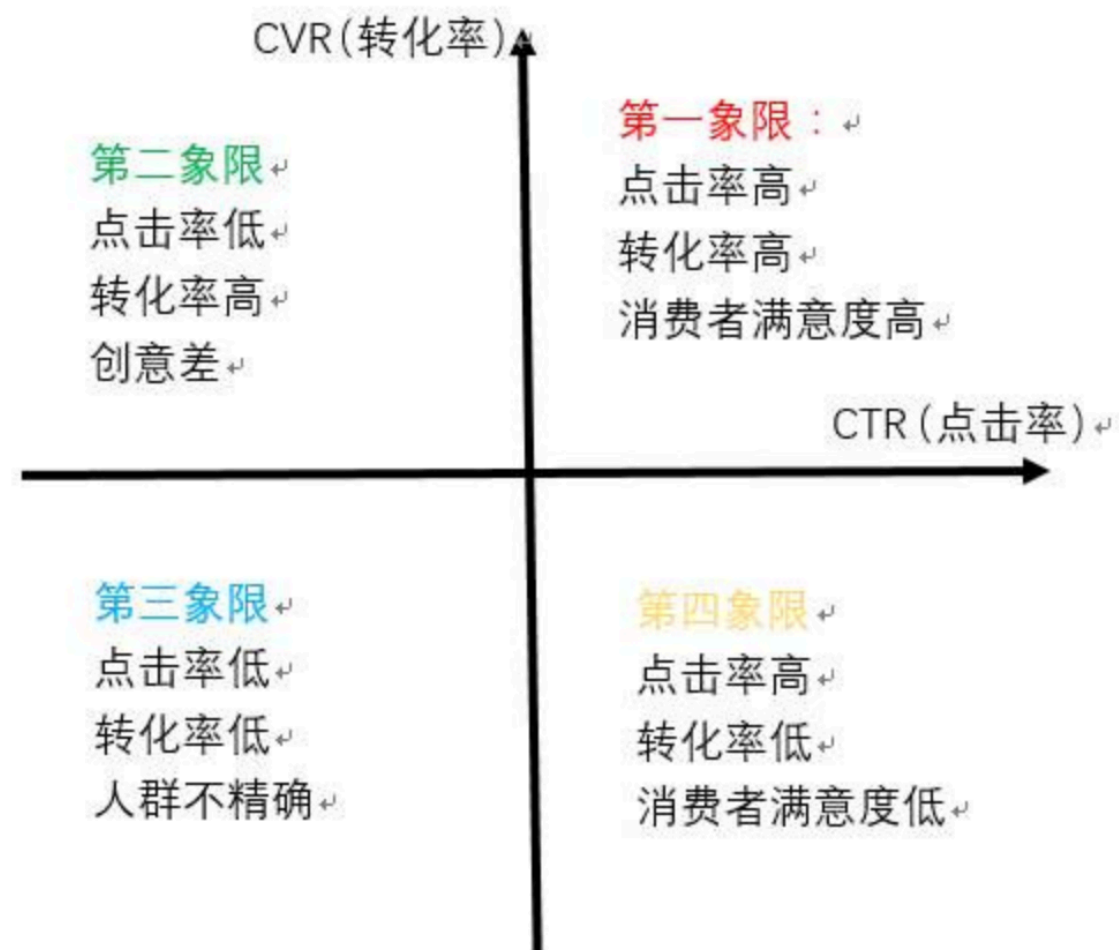 CVR(转化率)
第一象限：
点击率高
转化率高
消费者满意度高
第二象限
点击率低
转化率高
创意差
CTR(点击率)
第三象限
点击率低
转化率低
人群不精确
第四象限
点击率高
转化率低
消费者满意度低